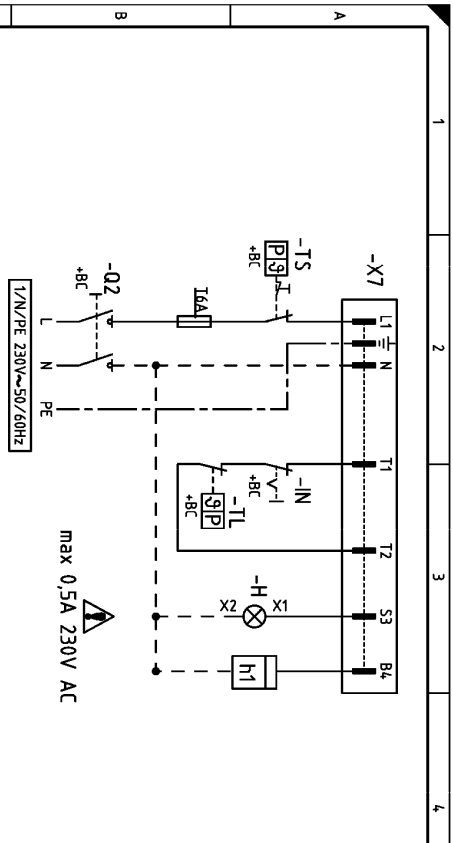 1
2
3
4
A
B
-X7
L1
N
T1
T2
S3
B4
-TS
P ϑ
+BC
T6A
-Q2
+BC
L
N
PE
1/N/PE 230V~50/60Hz
-IN
+BC
-TL
ϑ P
+BC
-H
X2
X1
h1
max 0,5A 230V AC